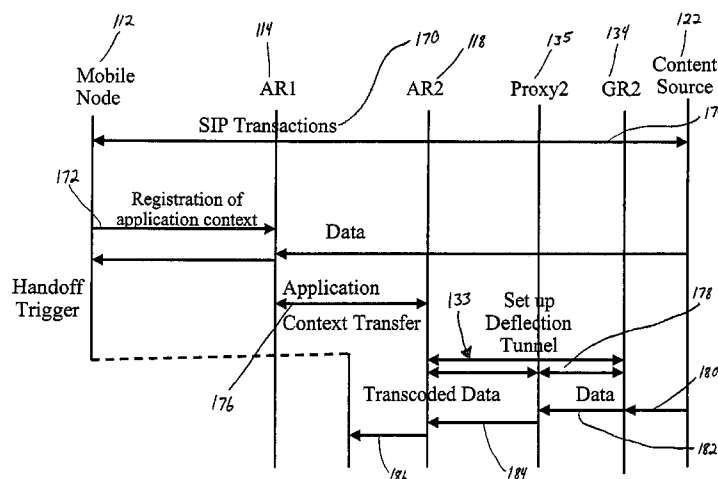 112
114
170
118
135
134
122
Mobile
Node
AR1
AR2
Proxy2
GR2
Content
Source
SIP Transactions
172
Registration of
application context
Data
Handoff
Trigger
Application
Context Transfer
133
Set up
Deflection
Tunnel
178
176
Transcoded Data
Data
180
182
184